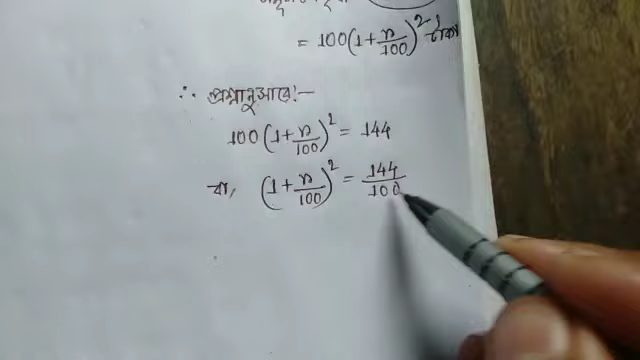 = 100(1+n/100)² টাকা
∴ প্রশ্নানুসারে:—
100(1+n/100)² = 144
বা, (1+n/100)² = 144/100